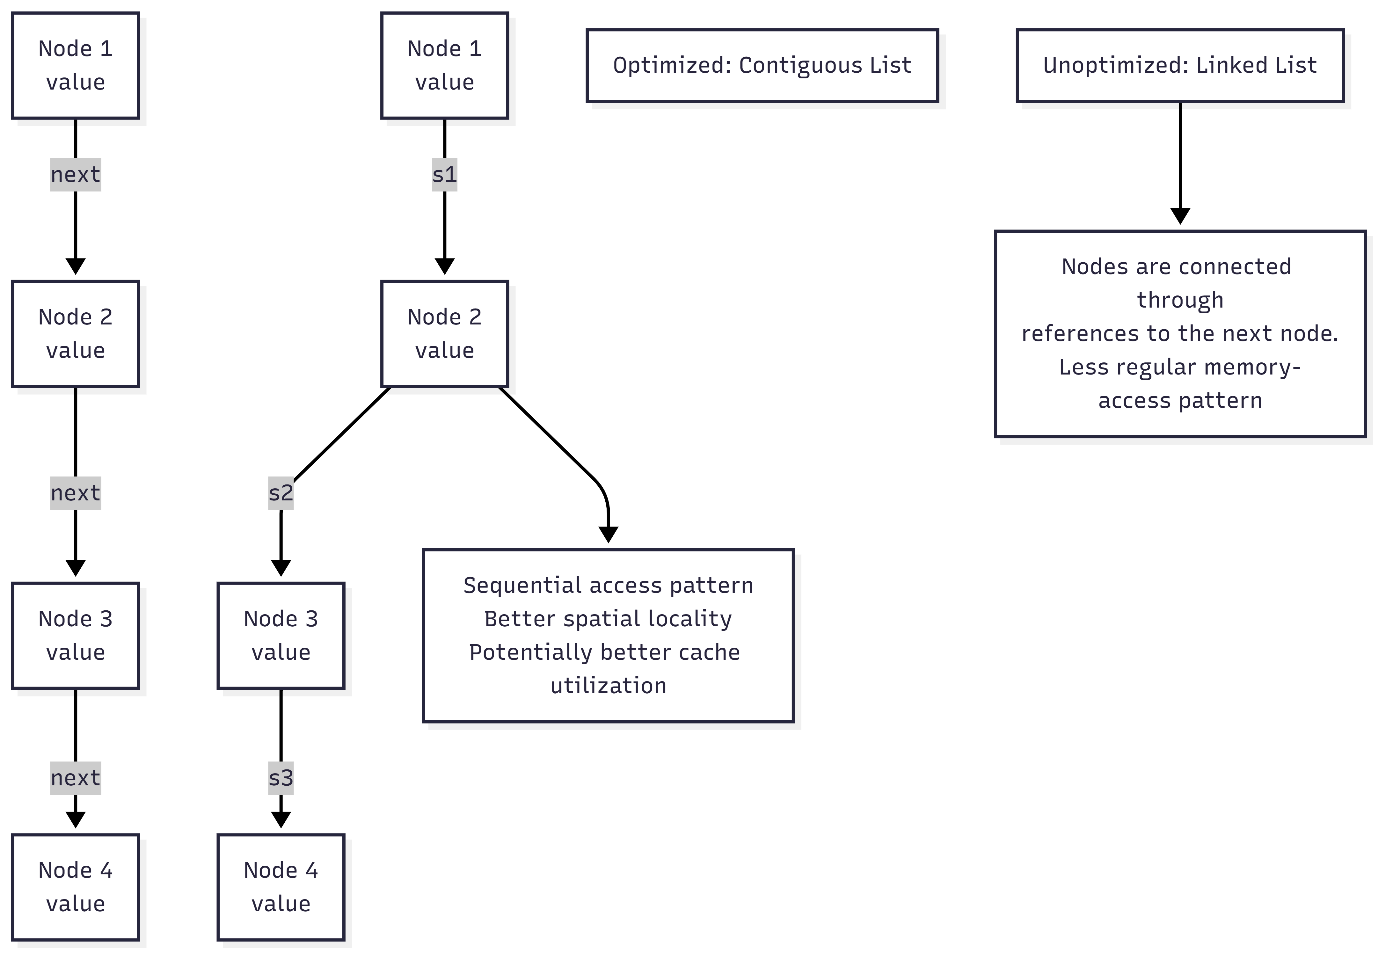 Node 1
value
next
Node 2
value
next
Node 3
value
next
Node 4
value
Node 1
value
s1
Node 2
value
s2
Node 3
value
s3
Node 4
value
Sequential access pattern
Better spatial locality
Potentially better cache
utilization
Optimized: Contiguous List
Unoptimized: Linked List
Nodes are connected
through
references to the next node.
Less regular memory-
access pattern